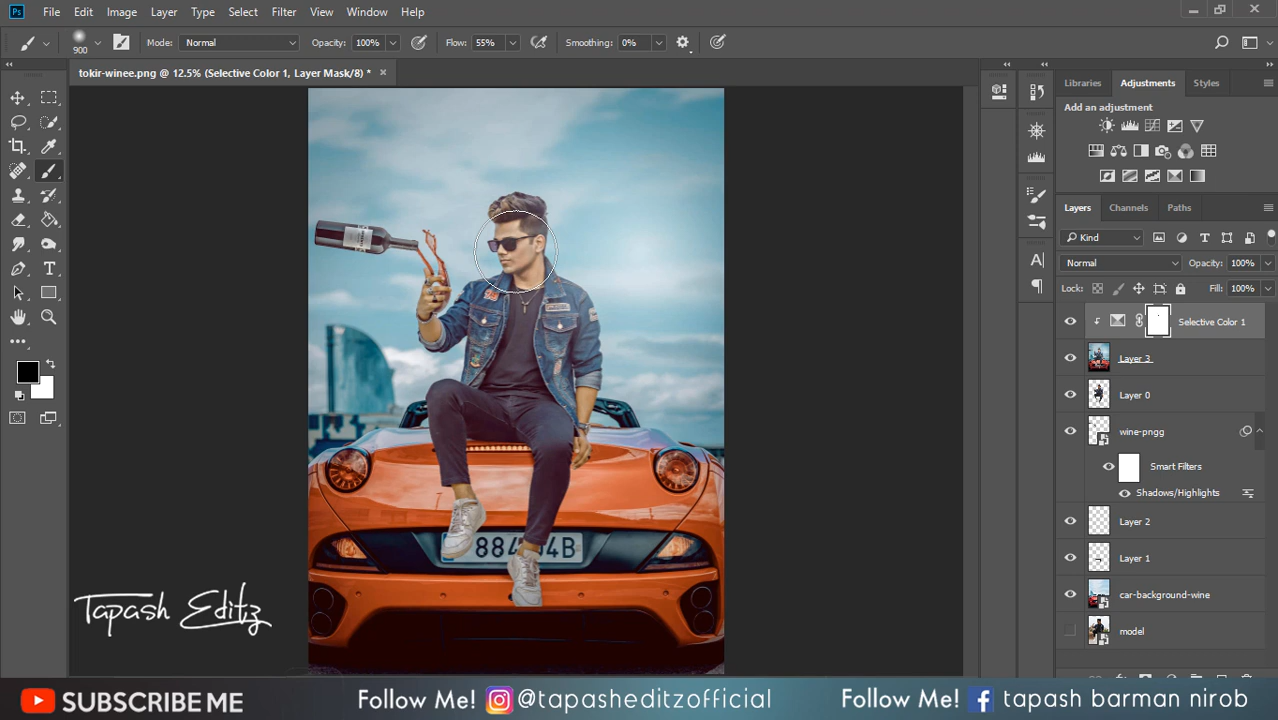 Ps File Edit Image Layer Type Select Filter View Window Help
900 Mode: Normal Opacity: 100% Flow: 55% Smoothing: 0%
tokir-winee.png @ 12.5% (Selective Color 1, Layer Mask/8) *
Libraries Adjustments Styles
Add an adjustment
Layers Channels Paths
Kind
Normal Opacity: 100%
Lock: Fill: 100%
Selective Color 1
Layer 3
Layer 0
wine-pngg
Smart Filters
Shadows/Highlights
Layer 2
Layer 1
car-background-wine
model
Tapash Editz
SUBSCRIBE ME Follow Me! @tapasheditzofficial Follow Me! tapash barman nirob